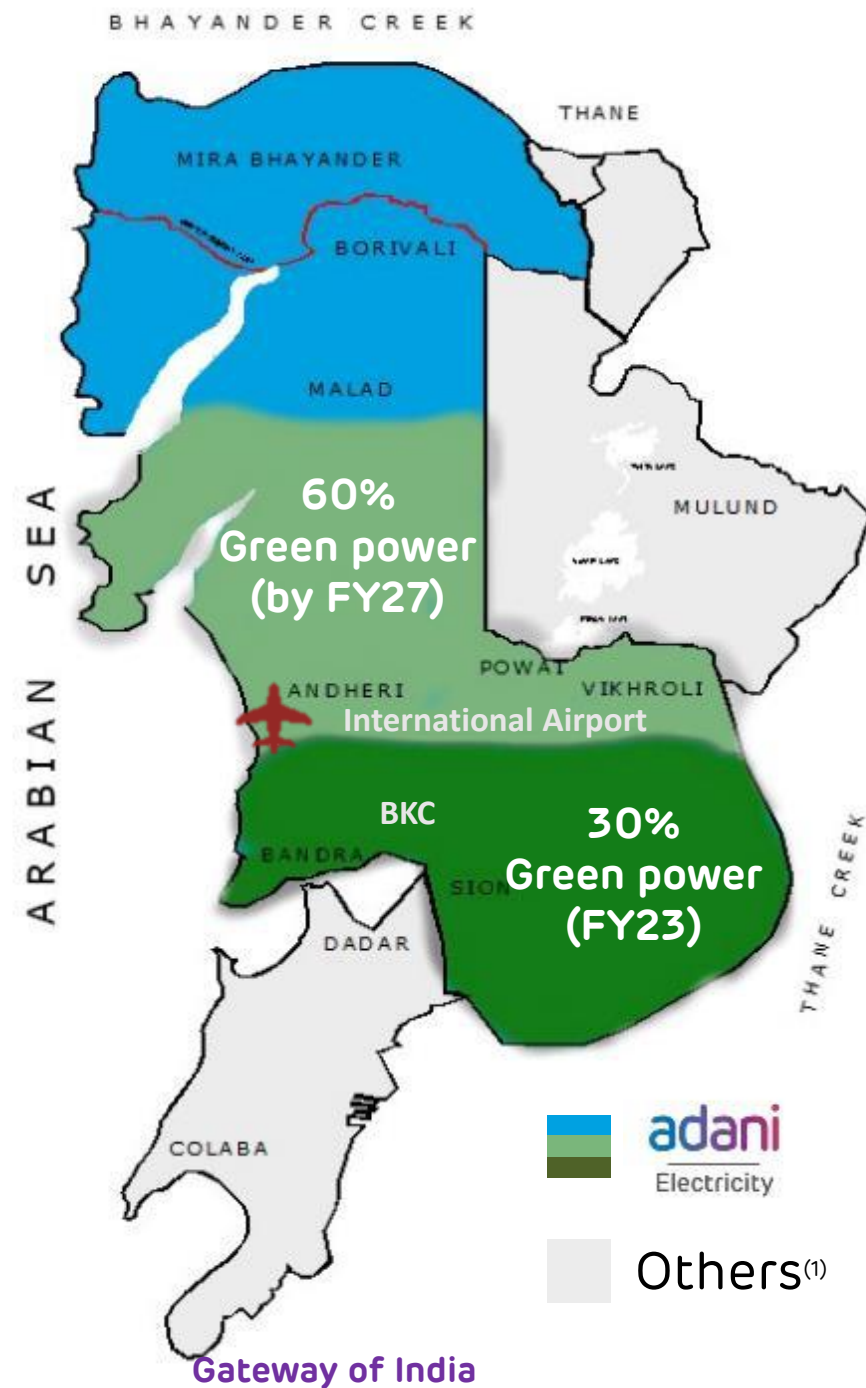 BHAYANDER CREEK
THANE
MIRA BHAYANDER
BORIVALI
MALAD
ARABIAN SEA
60%
Green power
(by FY27)
MULUND
POWAI
ANDHERI
VIKHROLI
International Airport
BKC
30%
Green power
(FY23)
BANDRA
SION
THANE CREEK
DADAR
COLABA
adani
Electricity
Others(1)
Gateway of India